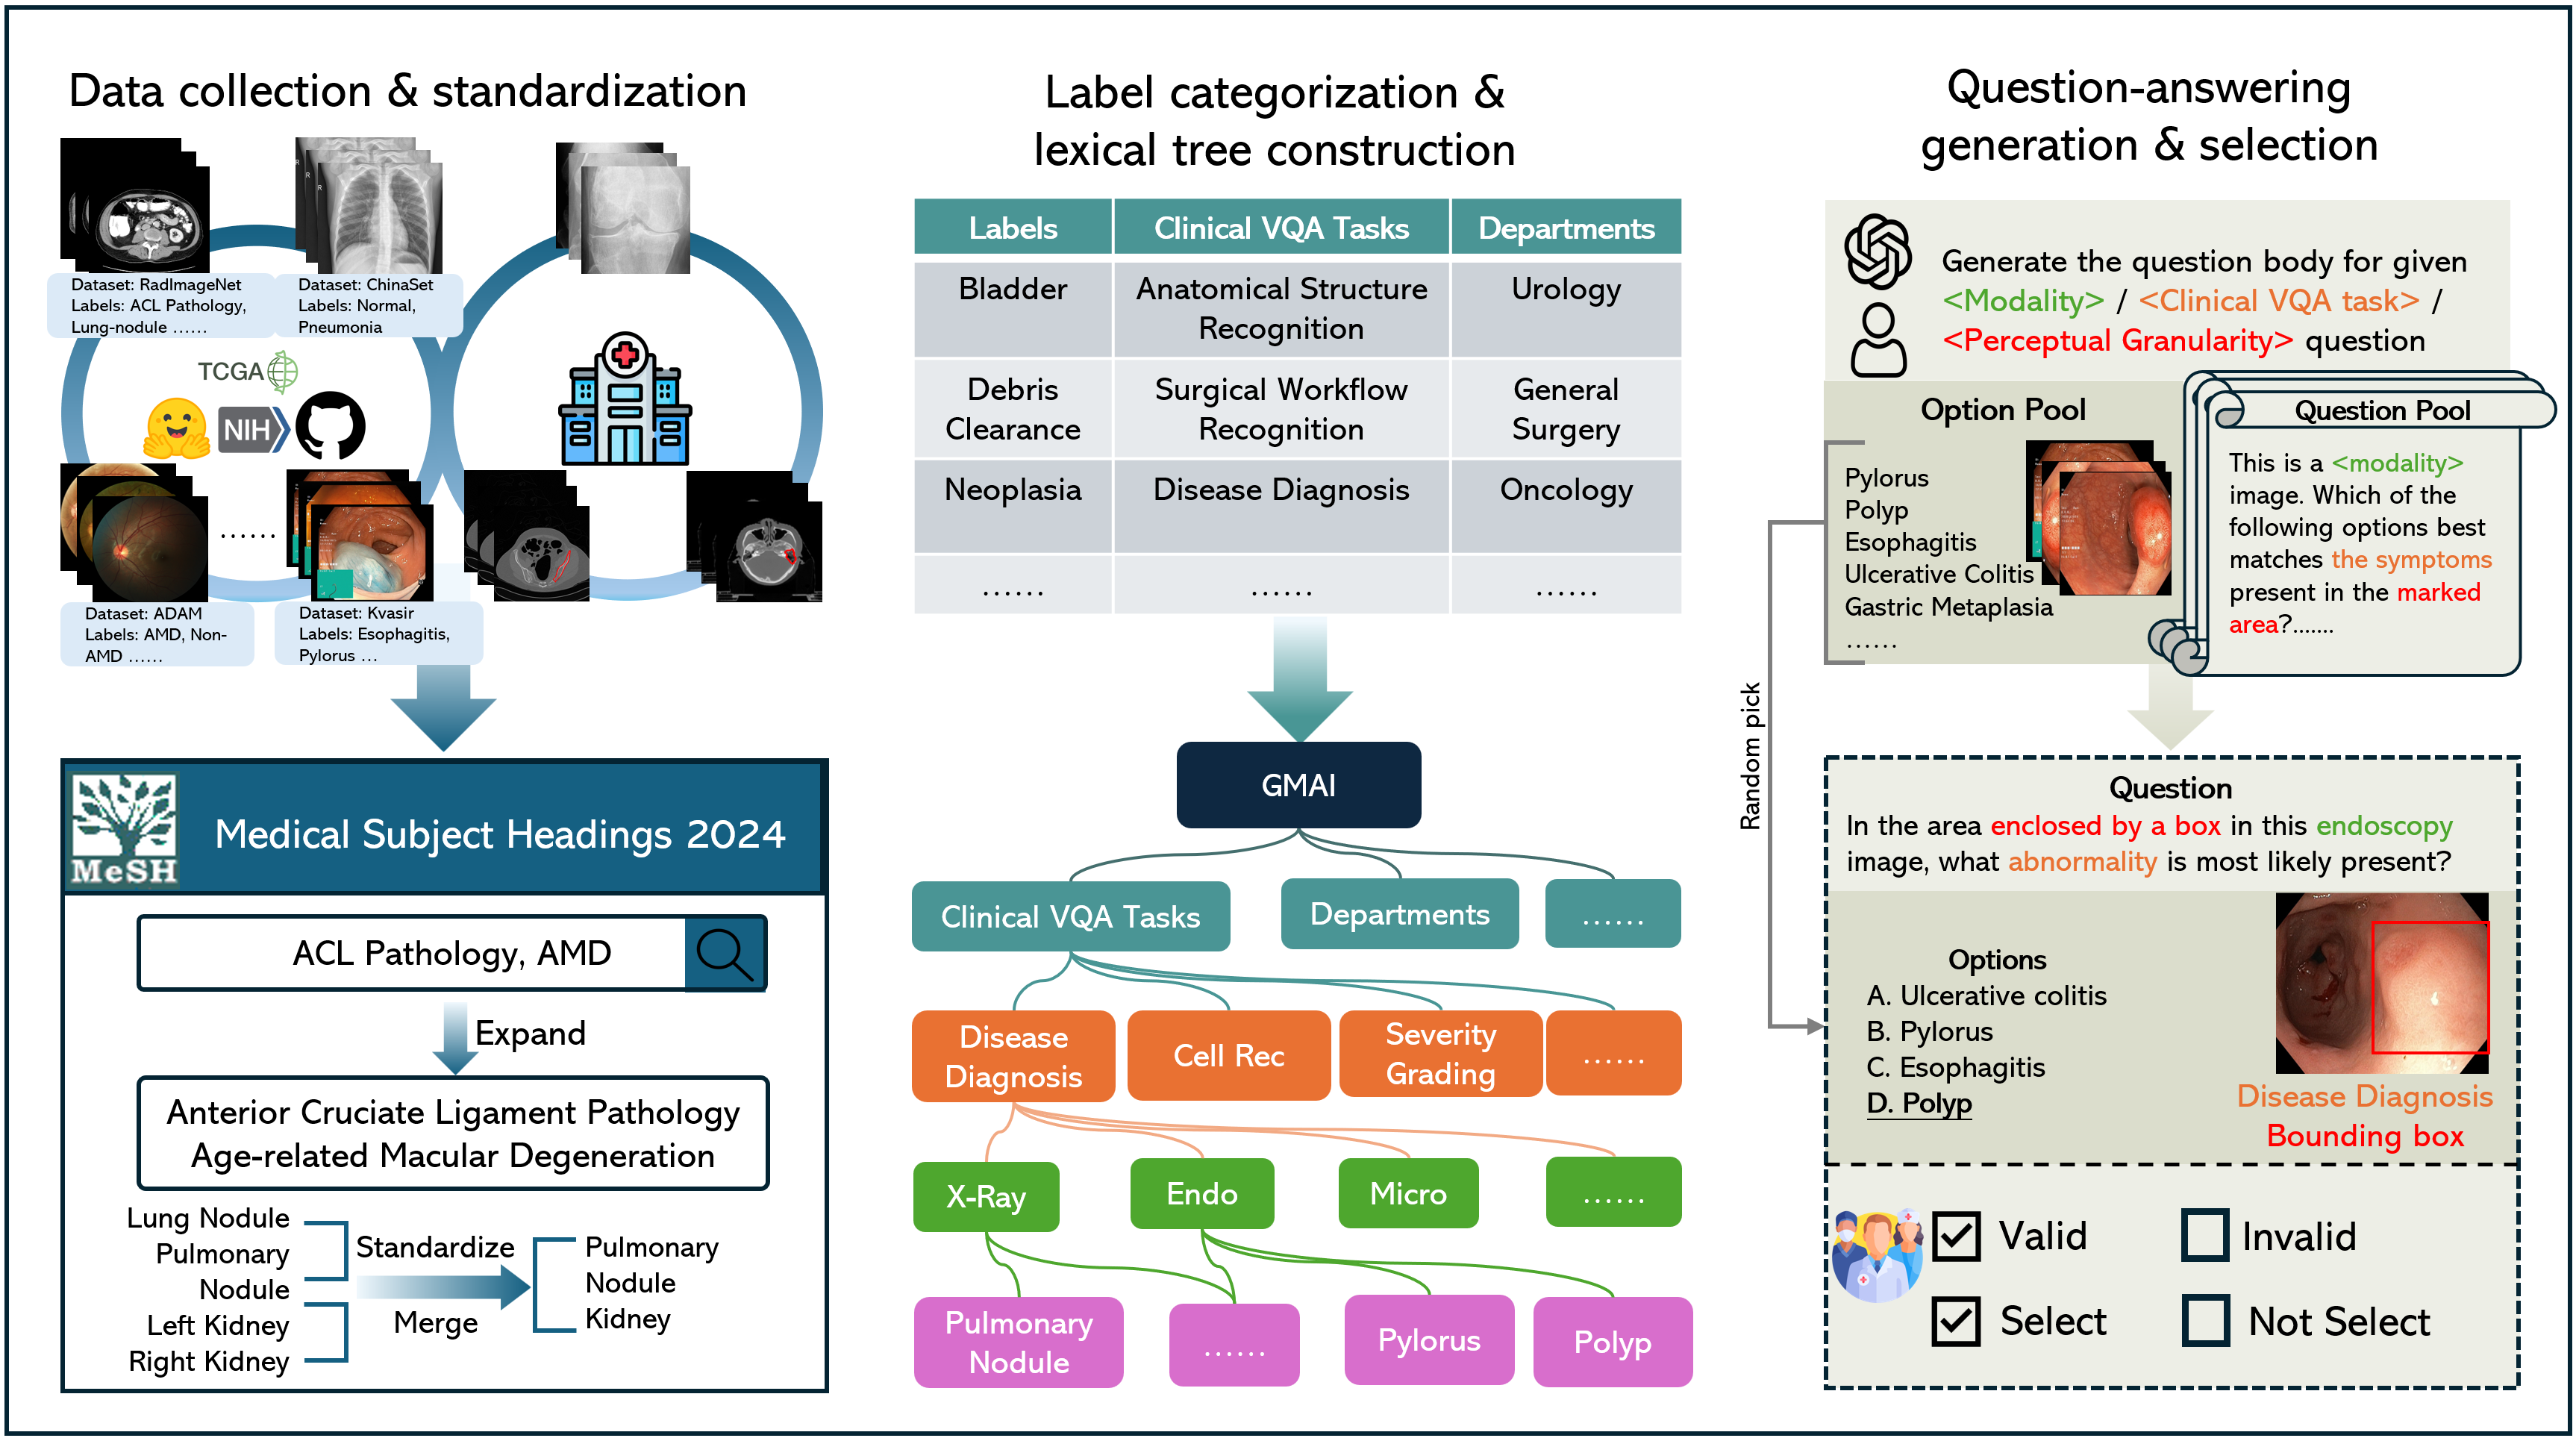 Data collection & standardization
Dataset: RadImageNet
Labels: ACL Pathology,
Lung-nodule ……
Dataset: ChinaSet
Labels: Normal,
Pneumonia
TCGA
NIH
……
Dataset: ADAM
Labels: AMD, Non-
AMD ……
Dataset: Kvasir
Labels: Esophagitis,
Pylorus …
MeSH
Medical Subject Headings 2024
ACL Pathology, AMD
Expand
Anterior Cruciate Ligament Pathology
Age-related Macular Degeneration
Lung Nodule
Pulmonary
Nodule
Left Kidney
Right Kidney
Standardize
Merge
Pulmonary
Nodule
Kidney
Label categorization &
lexical tree construction
Labels Clinical VQA Tasks Departments
Bladder Anatomical Structure Urology
Recognition
Debris Surgical Workflow General
Clearance Recognition Surgery
Neoplasia Disease Diagnosis Oncology
…… …… ……
GMAI
Clinical VQA Tasks Departments ……
Disease
Diagnosis
Cell Rec
Severity
Grading
……
X-Ray Endo Micro ……
Pulmonary
Nodule
……
Pylorus
Polyp
Question-answering
generation & selection
Generate the question body for given
<Modality> / <Clinical VQA task> /
<Perceptual Granularity> question
Option Pool
Pylorus
Polyp
Esophagitis
Ulcerative Colitis
Gastric Metaplasia
……
Question Pool
This is a <modality>
image. Which of the
following options best
matches the symptoms
present in the marked
area?.......
Random pick
Question
In the area enclosed by a box in this endoscopy
image, what abnormality is most likely present?
Options
A. Ulcerative colitis
B. Pylorus
C. Esophagitis
D. Polyp
Disease Diagnosis
Bounding box
Valid Invalid
Select Not Select